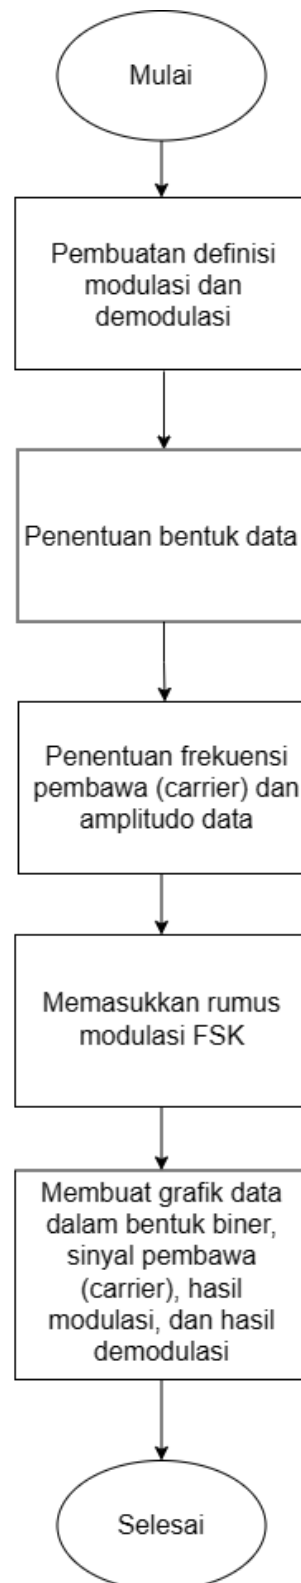 Mulai
Pembuatan definisi
modulasi dan
demodulasi
Penentuan bentuk data
Penentuan frekuensi
pembawa (carrier) dan
amplitudo data
Memasukkan rumus
modulasi FSK
Membuat grafik data
dalam bentuk biner,
sinyal pembawa
(carrier), hasil
modulasi, dan hasil
demodulasi
Selesai